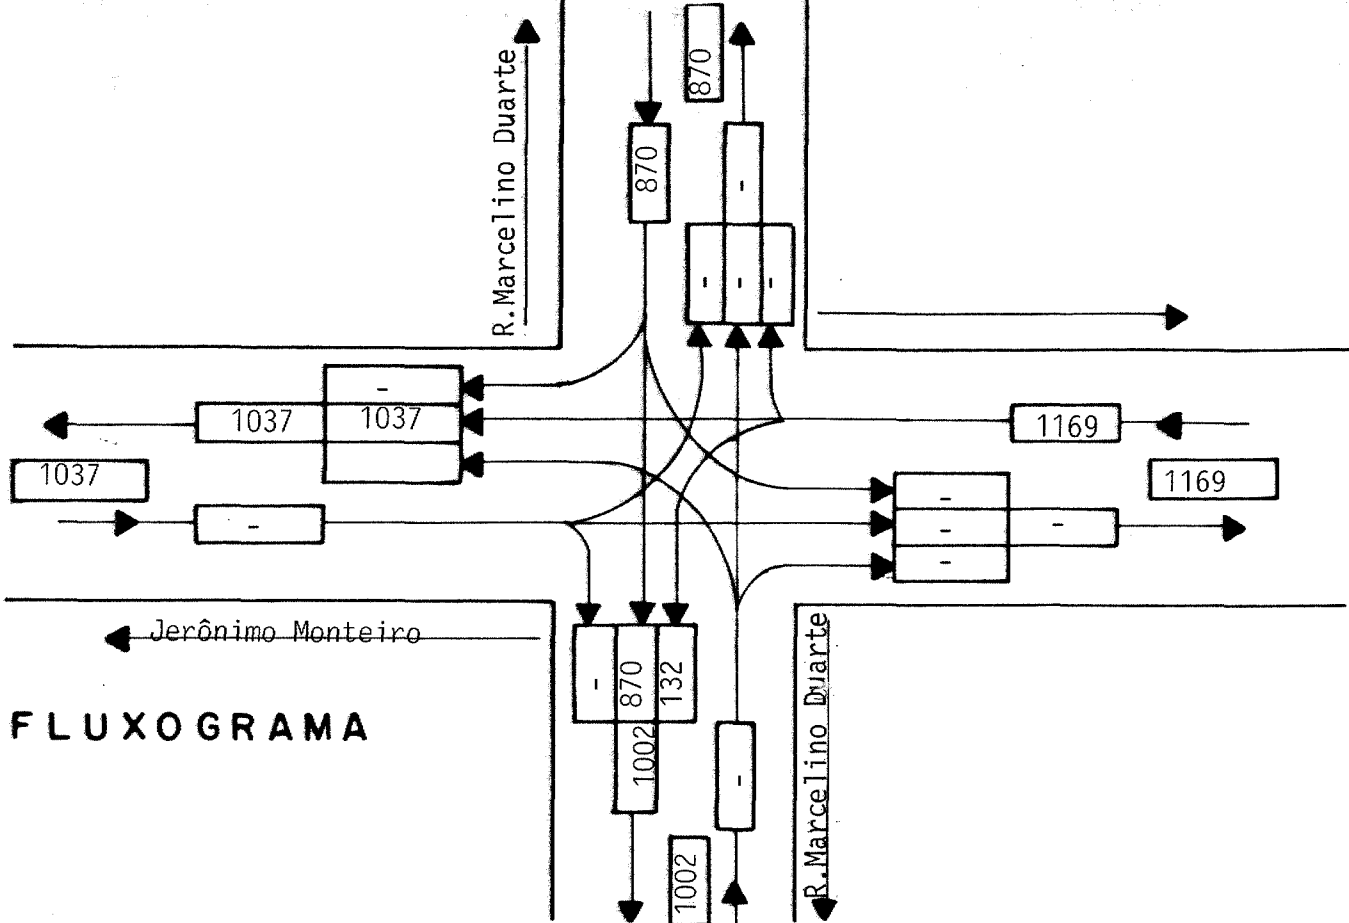 870
R.Marcelino Duarte
870
-
- - -
-
1037 1037
1169
1037
1169
-
-
- -
-
Jerônimo Monteiro
- 870 132
FLUXOGRAMA
1002
-
R.Marcelino Duarte
1002